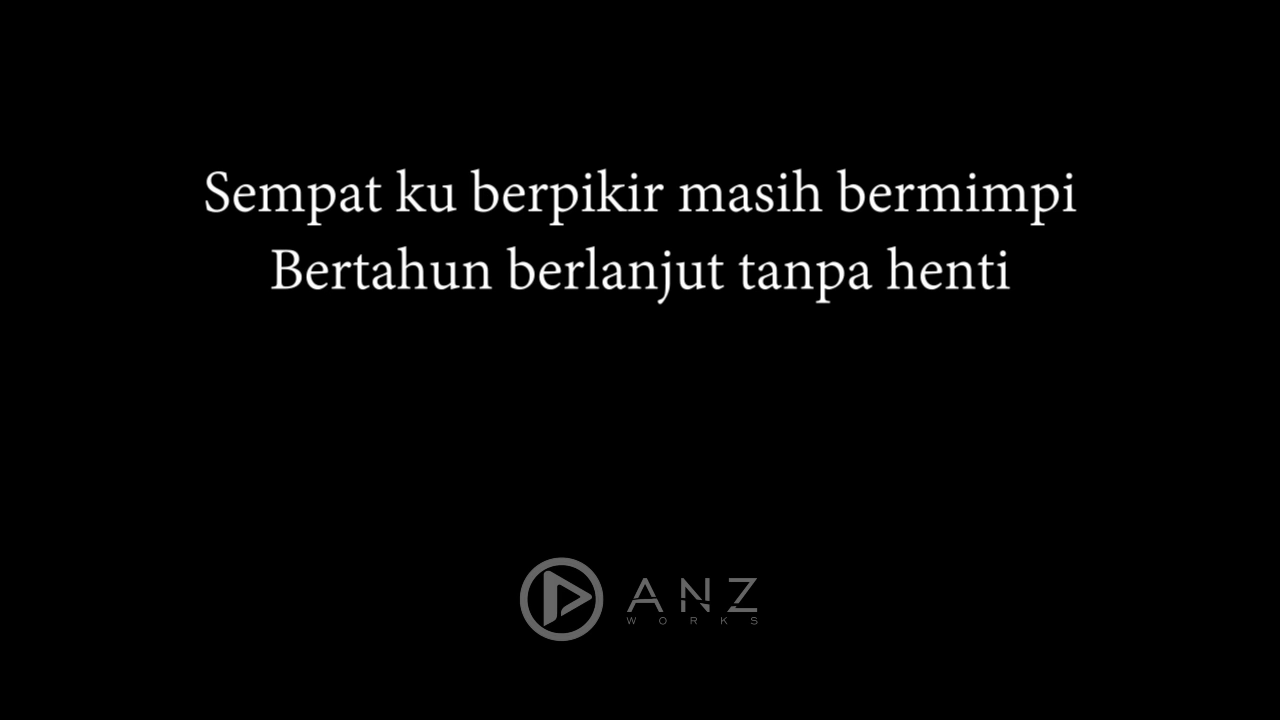 Sempat ku berpikir masih bermimpi
Bertahun berlanjut tanpa henti
ANZ
WORKS